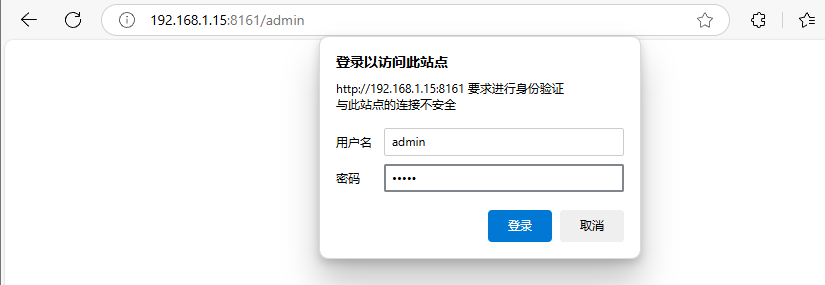 192.168.1.15:8161/admin
登录以访问此站点
http://192.168.1.15:8161 要求进行身份验证
与此站点的连接不安全
用户名 admin
密码 •••••
登录 取消